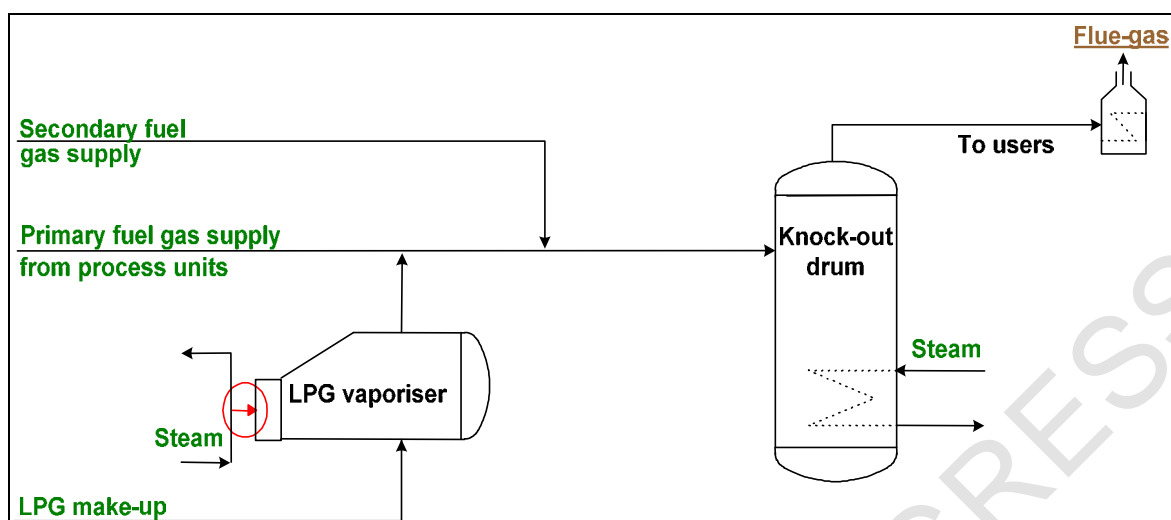 Flue-gas
Secondary fuel
gas supply
To users
Primary fuel gas supply
from process units
Knock-out
drum
Steam
LPG vaporiser
Steam
LPG make-up